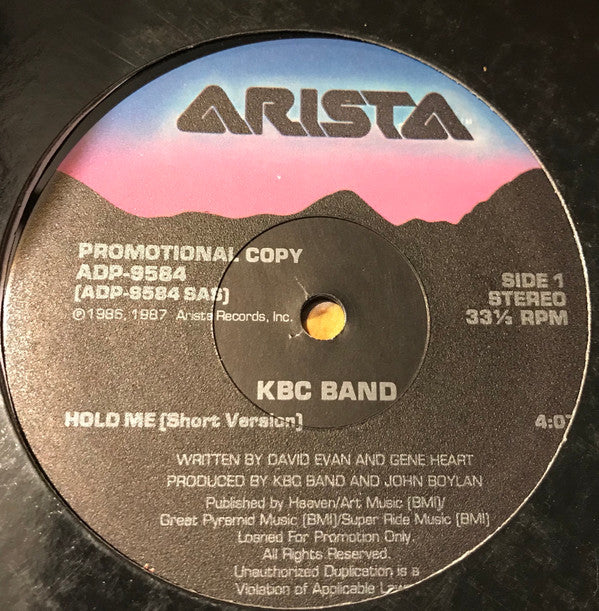 ARISTA
PROMOTIONAL COPY
ADP-9584
(ADP-9584 SAS)
℗ 1986, 1987 Arista Records, Inc.
SIDE 1
STEREO
33⅓ RPM
KBC BAND
HOLD ME (Short Version) 4:07
WRITTEN BY DAVID EVAN AND GENE HEART
PRODUCED BY KBC BAND AND JOHN BOYLAN
Published by Heaven/Art Music (BMI)/
Great Pyramid Music (BMI)/Super Ride Music (BMI)
Loaned For Promotion Only.
All Rights Reserved.
Unauthorized Duplication is a
Violation of Applicable Laws